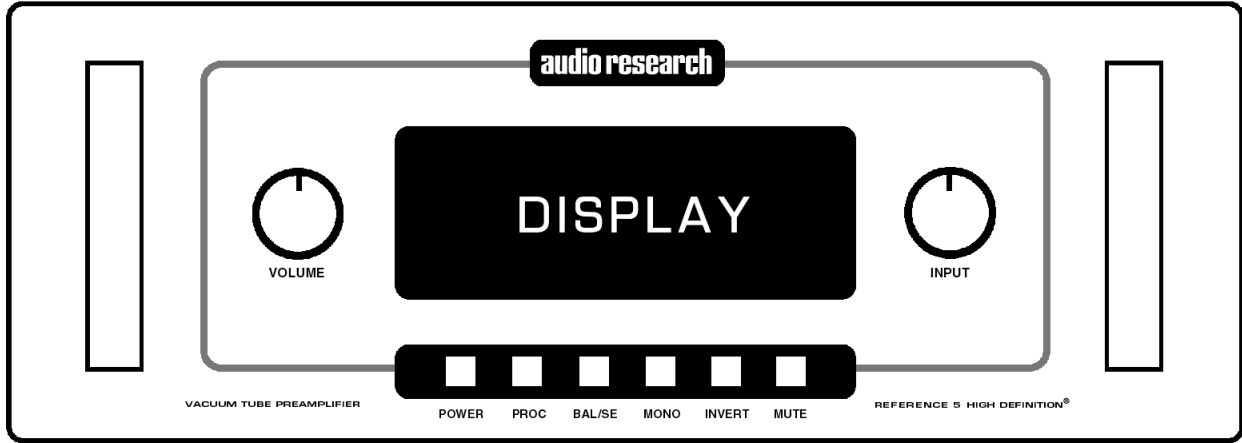 audio research
DISPLAY
VOLUME
INPUT
POWER PROC BAL/SE MONO INVERT MUTE
VACUUM TUBE PREAMPLIFIER
REFERENCE 5 HIGH DEFINITION®